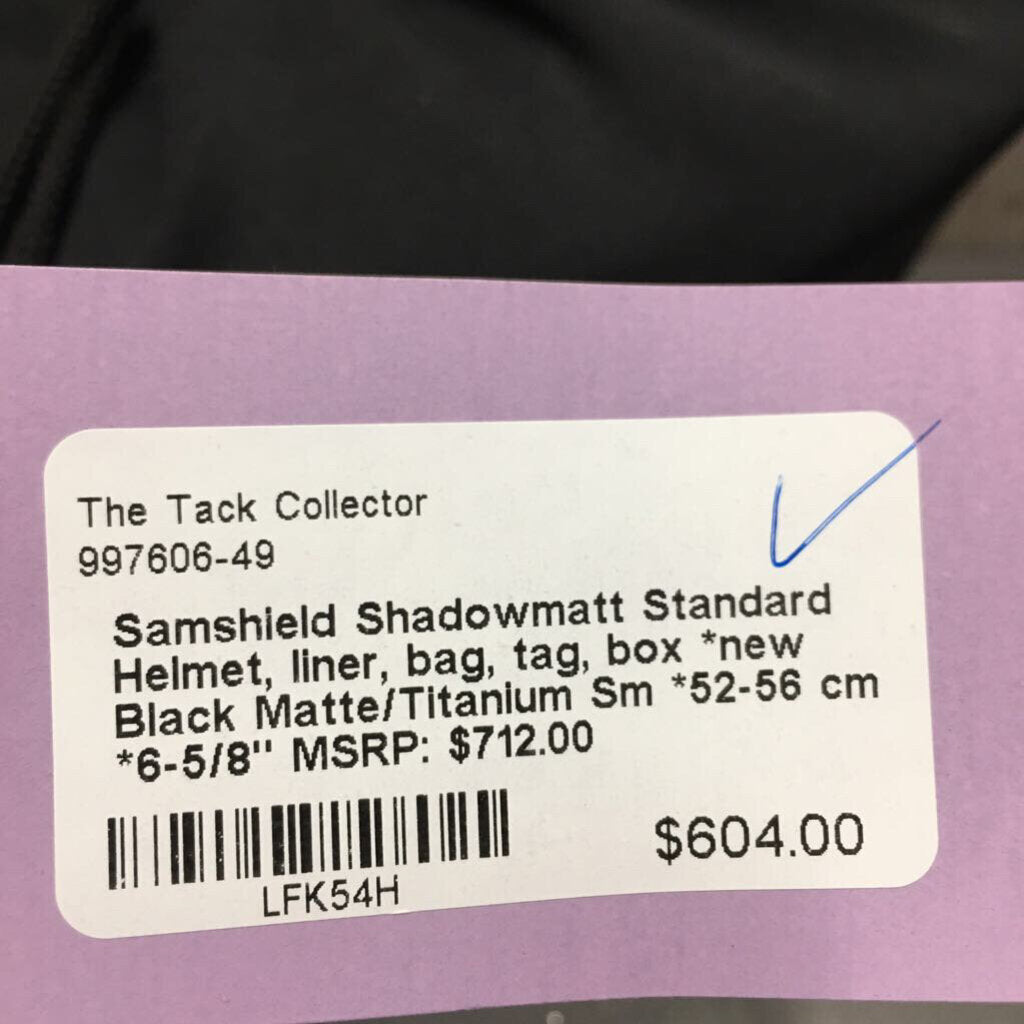 The Tack Collector
997606-49
Samshield Shadowmatt Standard
Helmet, liner, bag, tag, box *new
Black Matte/Titanium Sm *52-56 cm
*6-5/8" MSRP: $712.00
$604.00
LFK54H